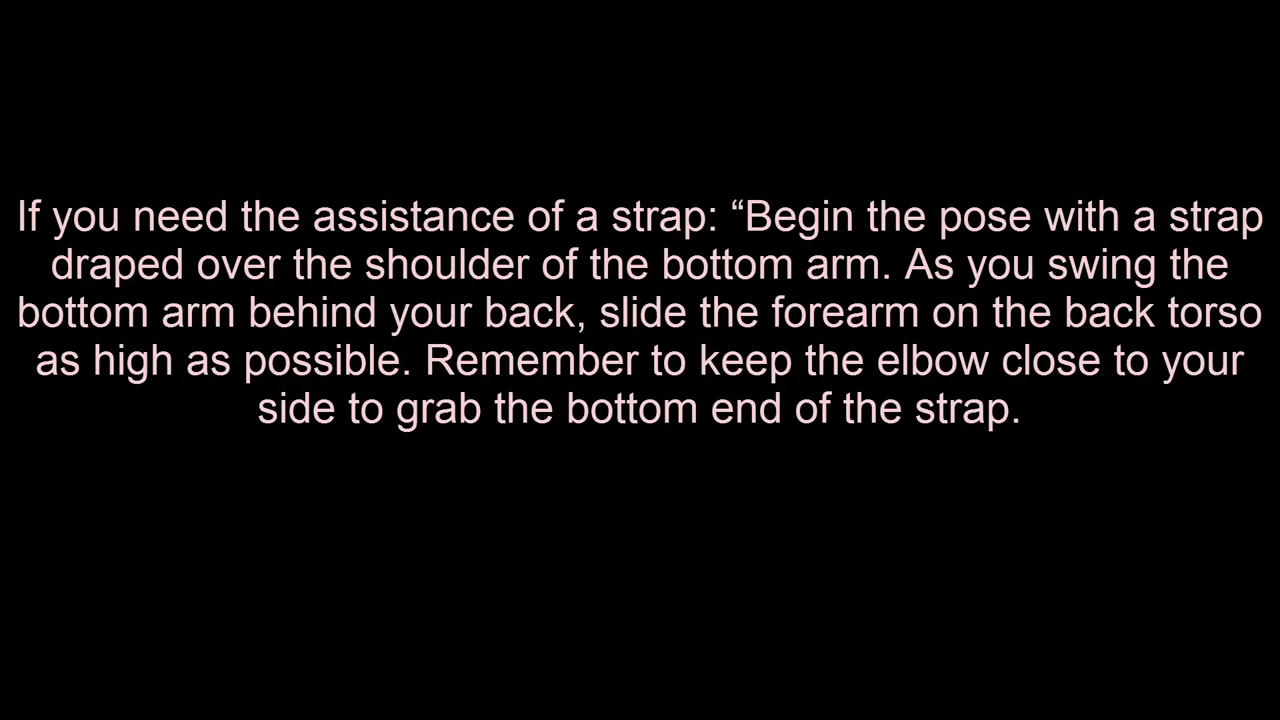 If you need the assistance of a strap: “Begin the pose with a strap
draped over the shoulder of the bottom arm. As you swing the
bottom arm behind your back, slide the forearm on the back torso
as high as possible. Remember to keep the elbow close to your
side to grab the bottom end of the strap.